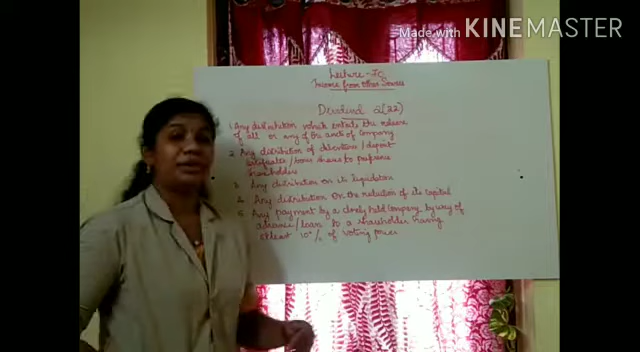 Made with KINEMASTER
Lecture - 70
Income from Other Sources
Dividend 2(22)
1. Any distribution which entails the release
of all or any of the assets of Company
2. Any distribution of debentures / deposit
certificates / bonus shares to preference
shareholders
3. Any distribution on its liquidation
4. Any distribution on the reduction of its capital
5. Any payment by a closely held Company by way of
advance / loan to a shareholder having
atleast 10% of voting power